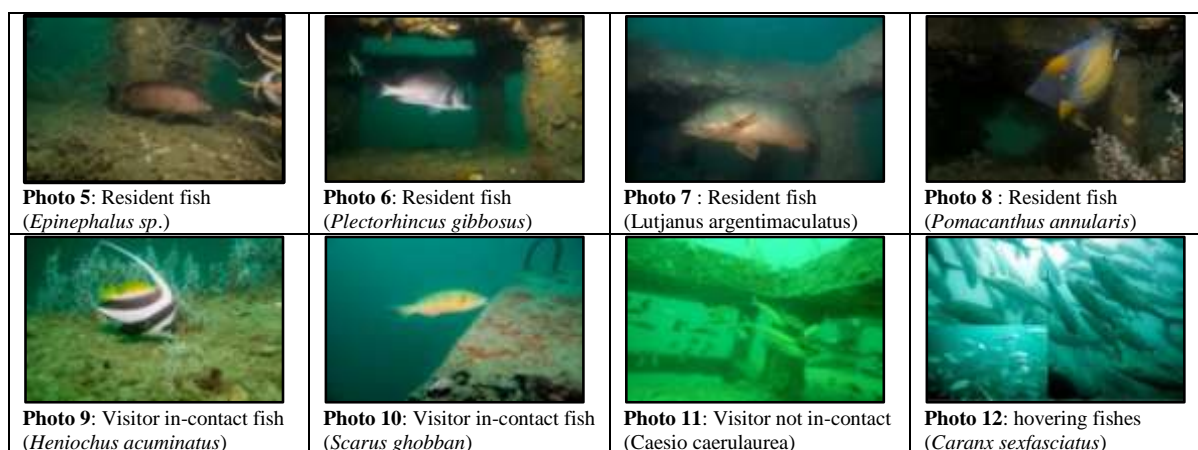 Photo 5: Resident fish
(Epinephalus sp.)
Photo 6: Resident fish
(Plectorhincus gibbosus)
Photo 7 : Resident fish
(Lutjanus argentimaculatus)
Photo 8 : Resident fish
(Pomacanthus annularis)
Photo 9: Visitor in-contact fish
(Heniochus acuminatus)
Photo 10: Visitor in-contact fish
(Scarus ghobban)
Photo 11: Visitor not in-contact
(Caesio caerulaurea)
Photo 12: hovering fishes
(Caranx sexfasciatus)